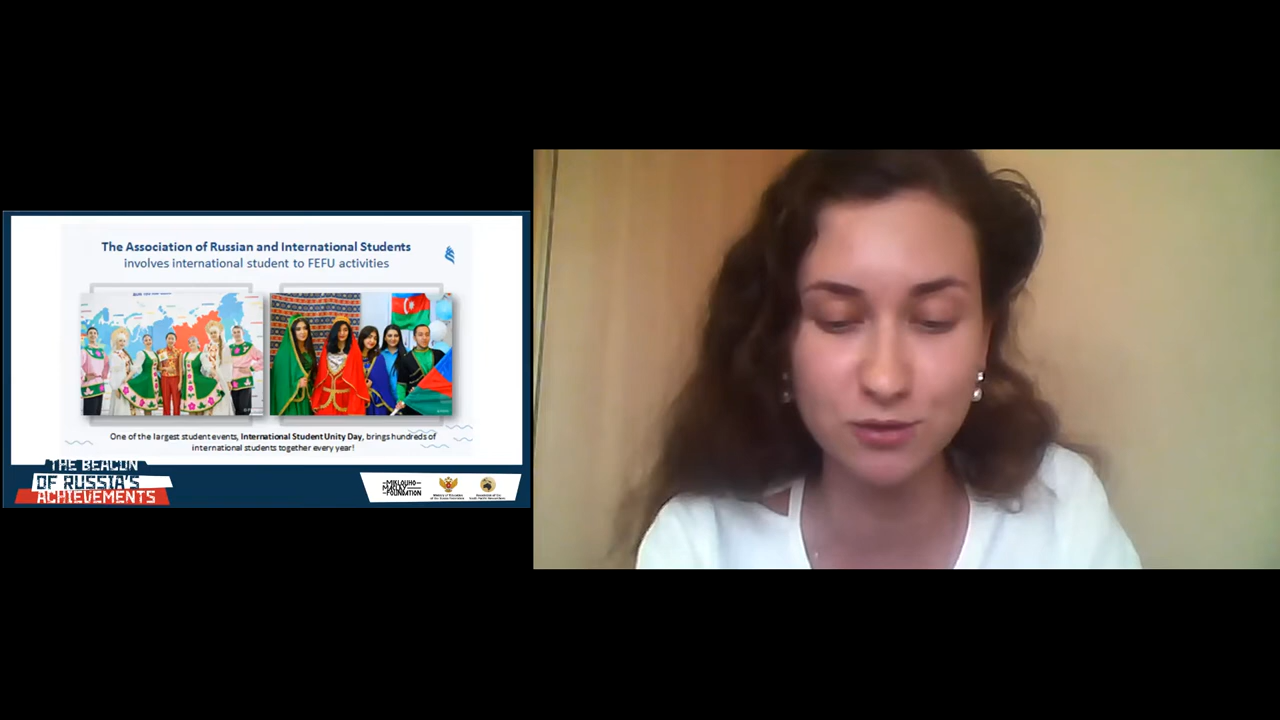 The Association of Russian and International Students
involves international student to FEFU activities
One of the largest student events, International Student Unity Day, brings hundreds of
international students together every year!
THE BEACON
OF RUSSIA'S
ACHIEVEMENTS
MIKLOUHO-
MACLAY
FOUNDATION